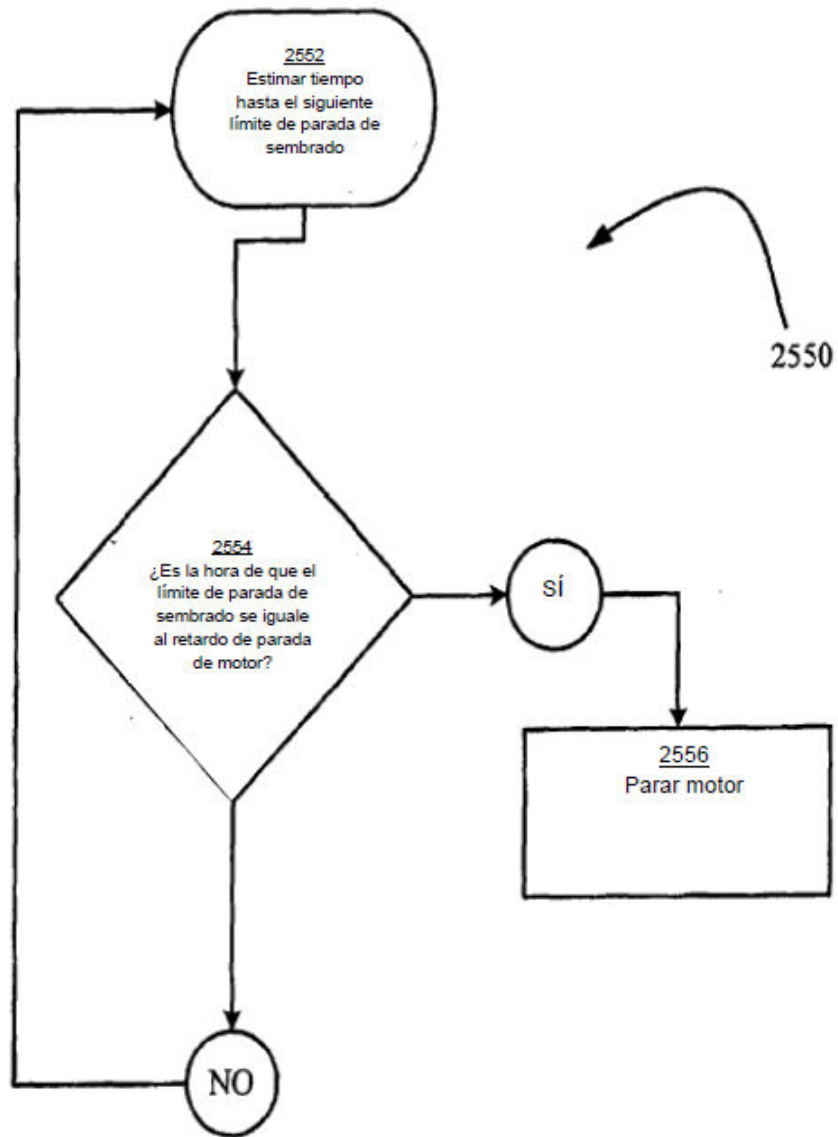 2552
Estimar tiempo
hasta el siguiente
límite de parada de
sembrado
2550
2554
¿Es la hora de que el
límite de parada de
sembrado se iguale
al retardo de parada
de motor?
SÍ
2556
Parar motor
NO